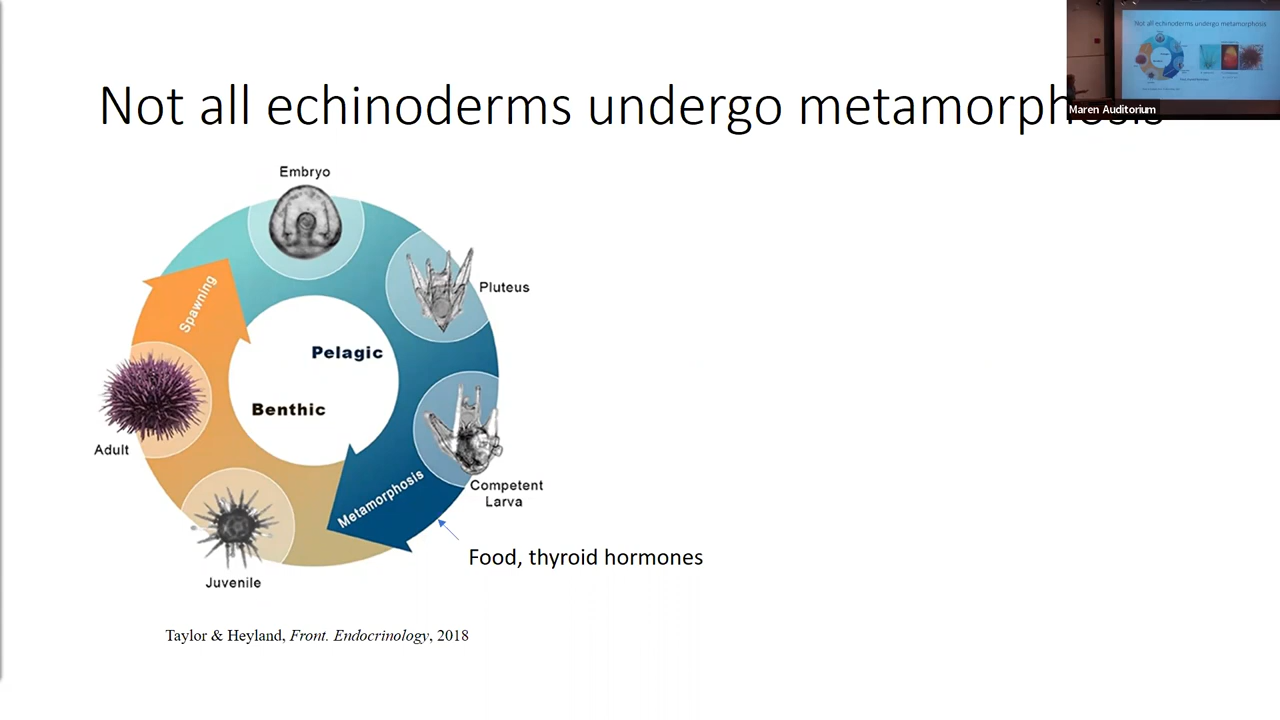 Not all echinoderms undergo metamorphosis
Not all echinoderms undergo metamorphosis
Maren Auditorium
Embryo
Pluteus
Spawning
Pelagic
Benthic
Adult
Metamorphosis
Competent
Larva
Juvenile
Food, thyroid hormones
Taylor & Heyland, Front. Endocrinology, 2018